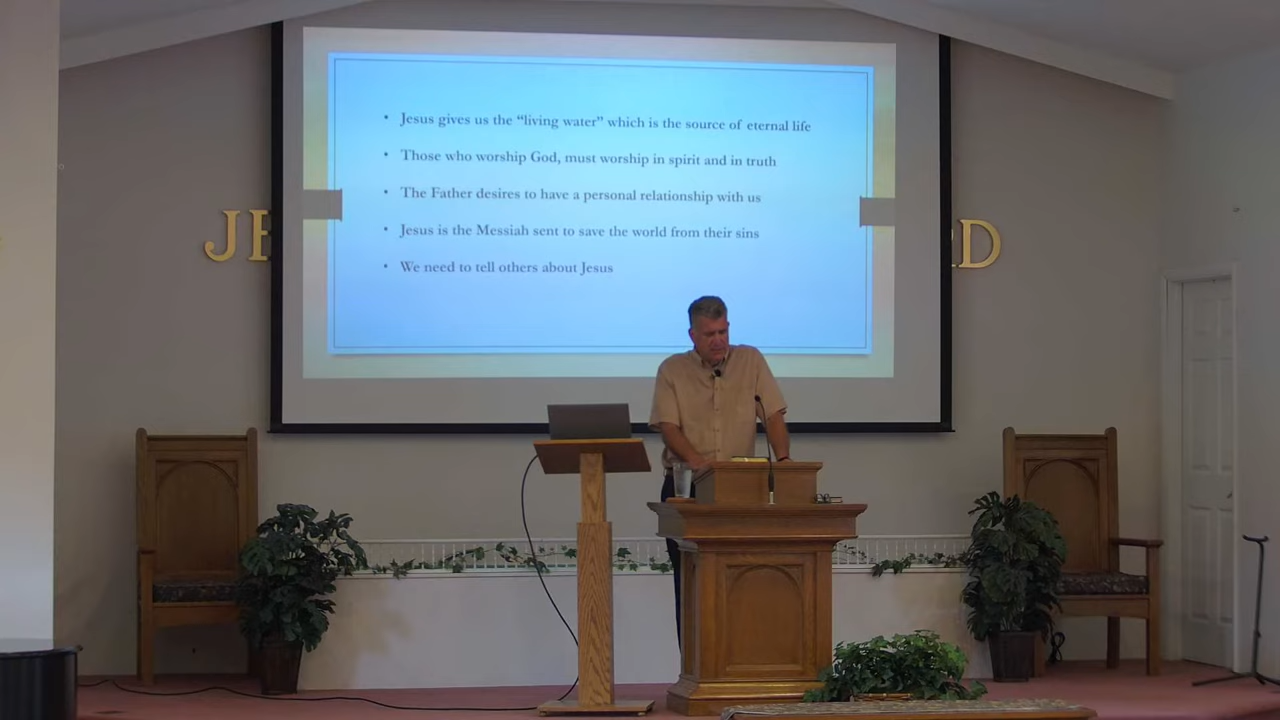 • Jesus gives us the “living water” which is the source of eternal life
• Those who worship God, must worship in spirit and in truth
• The Father desires to have a personal relationship with us
• Jesus is the Messiah sent to save the world from their sins
• We need to tell others about Jesus
JE
RD